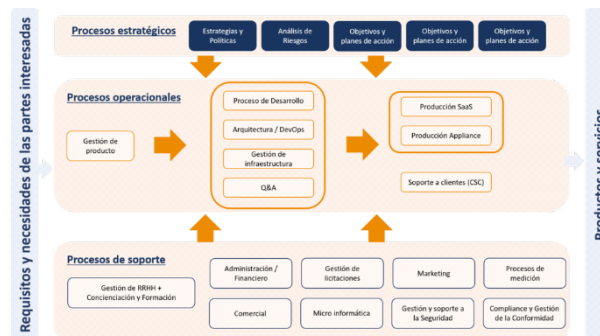 Requisitos y necesidades de las partes interesadas
Procesos estratégicos
Estrategias y
Políticas
Análisis de
Riesgos
Objetivos y
planes de acción
Objetivos y
planes de acción
Objetivos y
planes de acción
Procesos operacionales
Gestión de
producto
Proceso de Desarrollo
Arquitectura / DevOps
Gestión de
infraestructura
Q&A
Producción SaaS
Producción Appliance
Soporte a clientes (CSC)
Procesos de soporte
Gestión de RRHH +
Concienciación y Formación
Administración /
Financiero
Gestión de
licitaciones
Marketing
Procesos de
medición
Comercial
Micro informática
Gestión y soporte
a la Seguridad
Compliance y Gestión
de la Conformidad
Productos y servicios